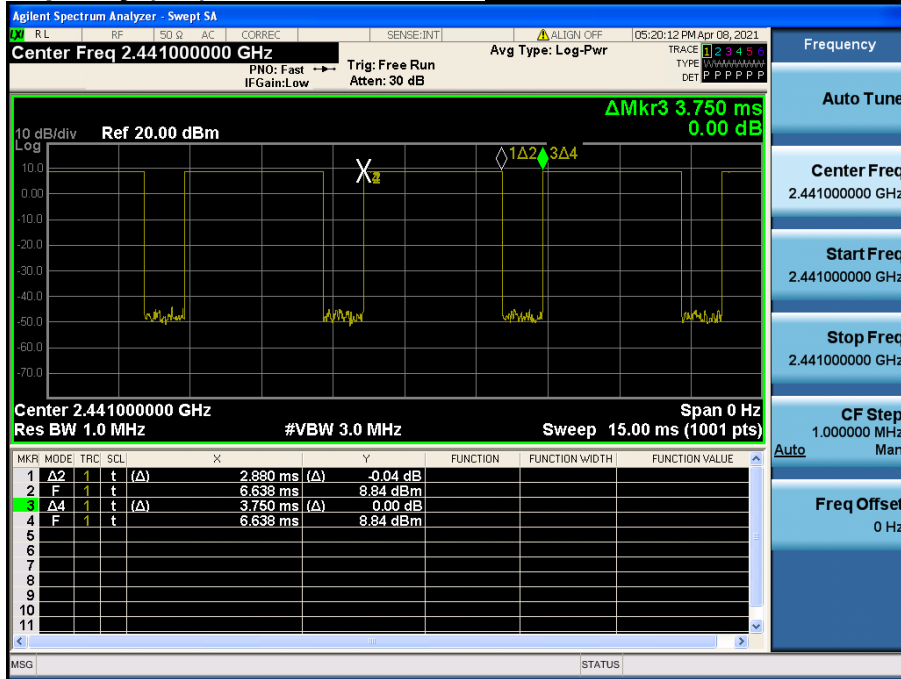 Agilent Spectrum Analyzer - Swept SA
LXI RL RF 50 Ω AC CORREC SENSE:INT ALIGN OFF 05:20:12 PM Apr 08, 2021
Center Freq 2.441000000 GHz
PNO: Fast
IFGain:Low
Trig: Free Run
Atten: 30 dB
Avg Type: Log-Pwr
TRACE 1 2 3 4 5 6
TYPE WWWWWW
DET P P P P P P
ΔMkr3 3.750 ms
0.00 dB
10 dB/div Ref 20.00 dBm
Log
10.0
0.00
-10.0
-20.0
-30.0
-40.0
-50.0
-60.0
-70.0
X
1Δ2 3Δ4
Center 2.441000000 GHz Span 0 Hz
Res BW 1.0 MHz #VBW 3.0 MHz Sweep 15.00 ms (1001 pts)
MKR MODE TRC SCL X Y FUNCTION FUNCTION WIDTH FUNCTION VALUE
1 Δ2 1 t (Δ) 2.880 ms (Δ) -0.04 dB
2 F 1 t 6.638 ms 8.84 dBm
3 Δ4 1 t (Δ) 3.750 ms (Δ) 0.00 dB
4 F 1 t 6.638 ms 8.84 dBm
5
6
7
8
9
10
11
MSG STATUS
Frequency
Auto Tune
Center Freq
2.441000000 GHz
Start Freq
2.441000000 GHz
Stop Freq
2.441000000 GHz
CF Step
1.000000 MHz
Auto Man
Freq Offset
0 Hz